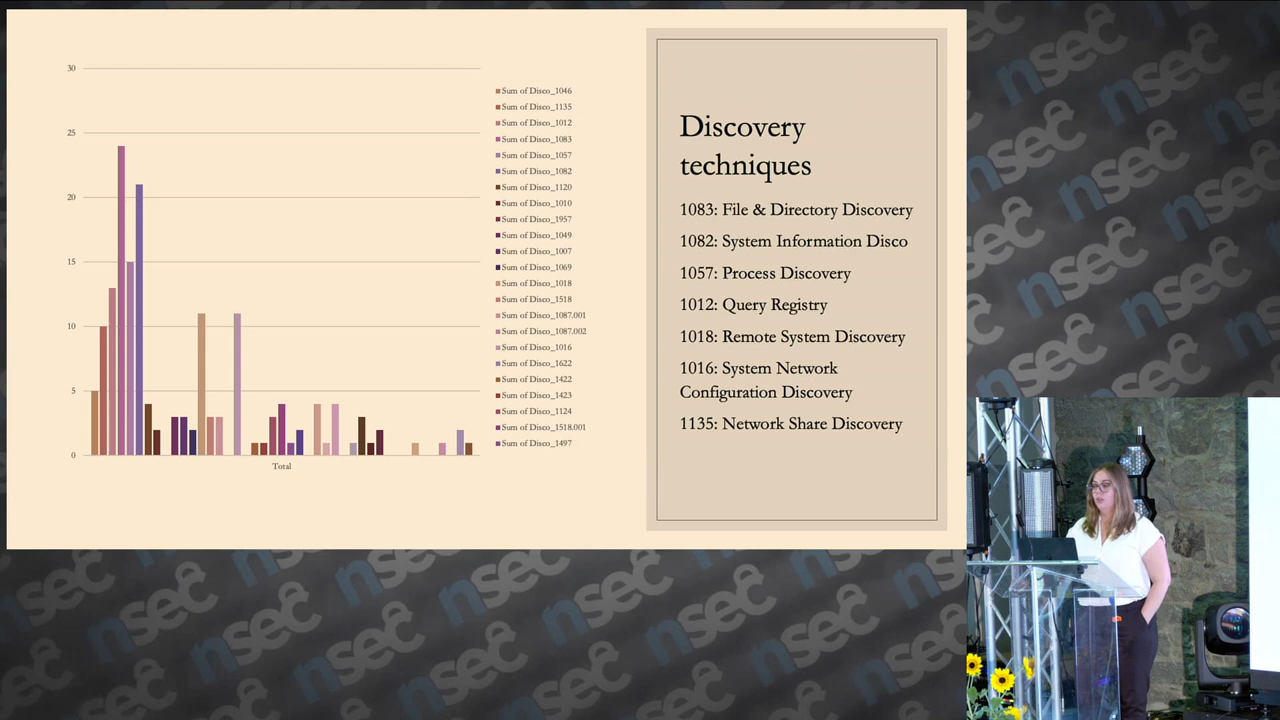 30
25
20
15
10
5
0
Total
Sum of Disco_1046
Sum of Disco_1135
Sum of Disco_1012
Sum of Disco_1083
Sum of Disco_1057
Sum of Disco_1082
Sum of Disco_1120
Sum of Disco_1010
Sum of Disco_1957
Sum of Disco_1049
Sum of Disco_1007
Sum of Disco_1069
Sum of Disco_1018
Sum of Disco_1518
Sum of Disco_1087.001
Sum of Disco_1087.002
Sum of Disco_1016
Sum of Disco_1622
Sum of Disco_1422
Sum of Disco_1423
Sum of Disco_1124
Sum of Disco_1518.001
Sum of Disco_1497
Discovery
techniques
1083: File & Directory Discovery
1082: System Information Disco
1057: Process Discovery
1012: Query Registry
1018: Remote System Discovery
1016: System Network
Configuration Discovery
1135: Network Share Discovery
nsec